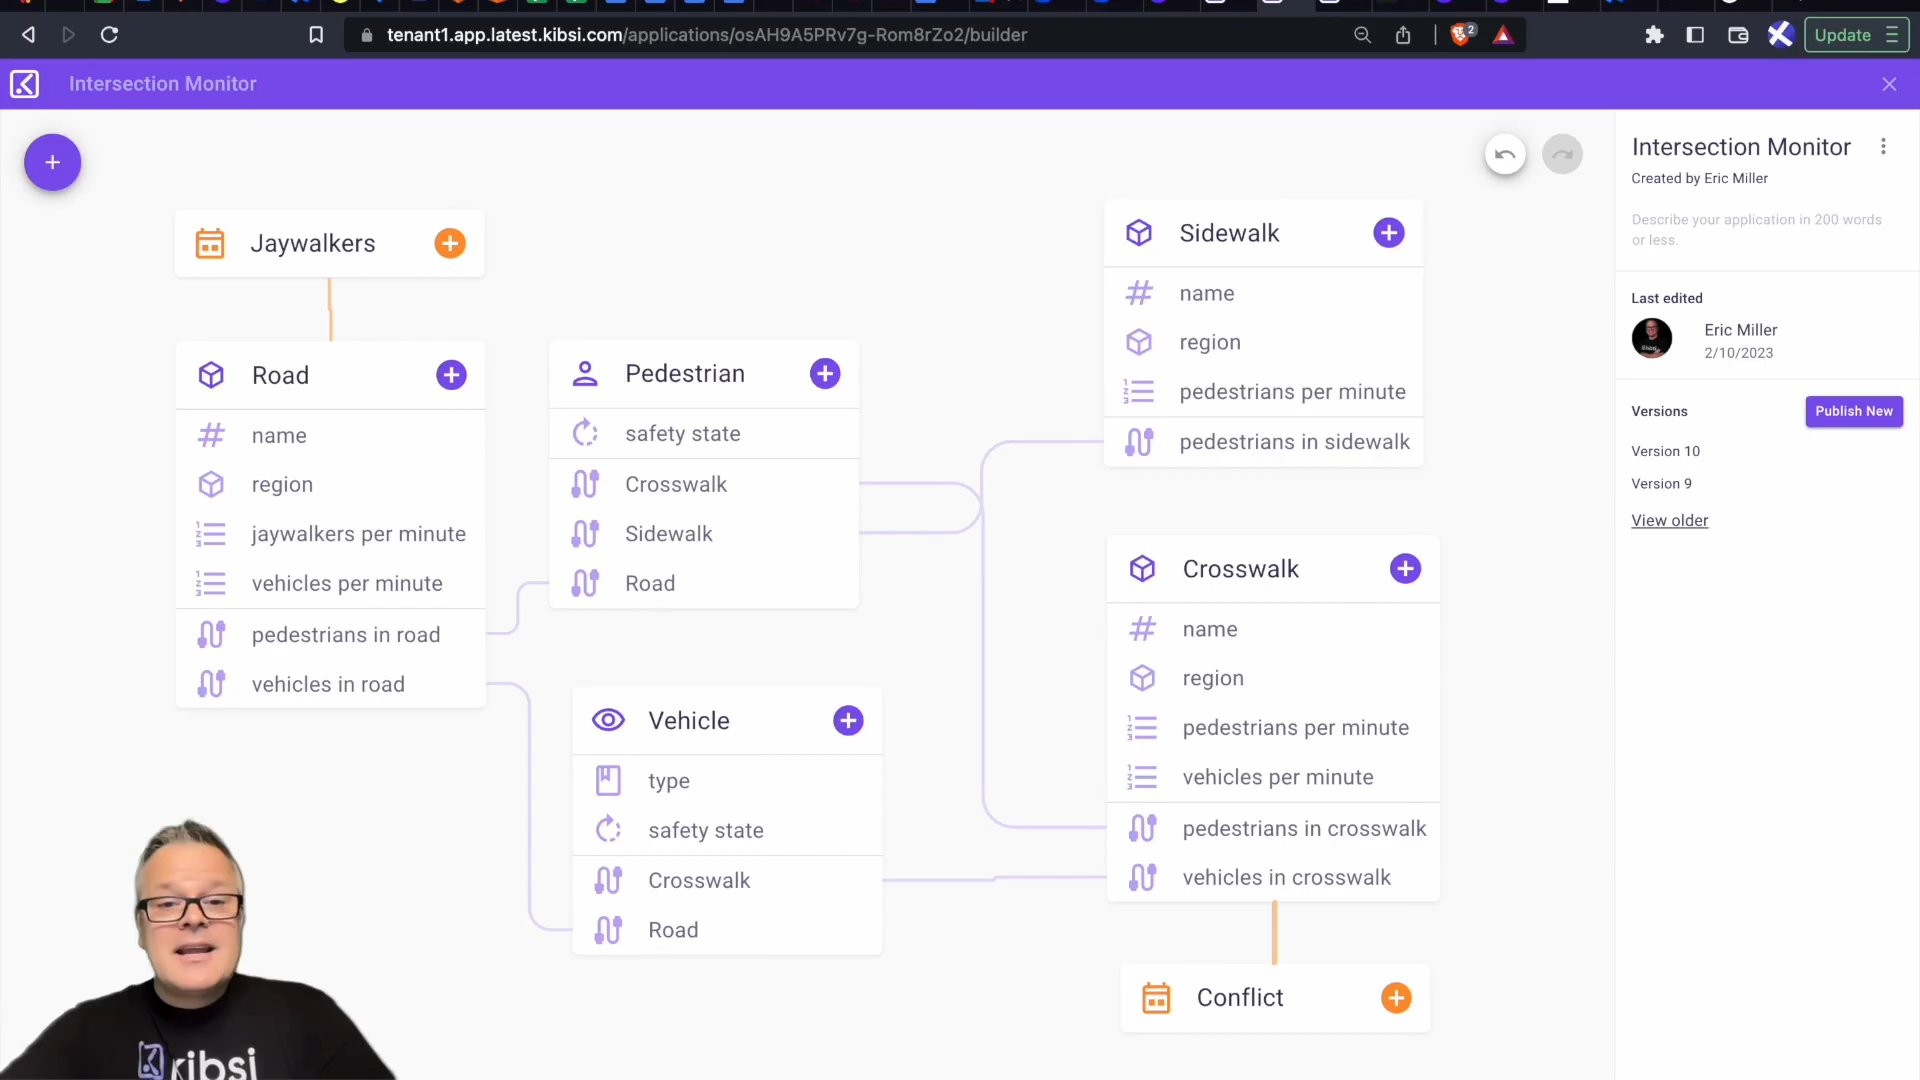 tenant1.app.latest.kibsi.com/applications/osAH9A5PRv7g-Rom8rZo2/builder
2
Update
Intersection Monitor
Jaywalkers
Road
name
region
jaywalkers per minute
vehicles per minute
pedestrians in road
vehicles in road
Pedestrian
safety state
Crosswalk
Sidewalk
Road
Vehicle
type
safety state
Crosswalk
Road
Sidewalk
name
region
pedestrians per minute
pedestrians in sidewalk
Crosswalk
name
region
pedestrians per minute
vehicles per minute
pedestrians in crosswalk
vehicles in crosswalk
Conflict
Intersection Monitor
Created by Eric Miller
Describe your application in 200 words
or less.
Last edited
Eric Miller
2/10/2023
Versions
Publish New
Version 10
Version 9
View older
kibsi